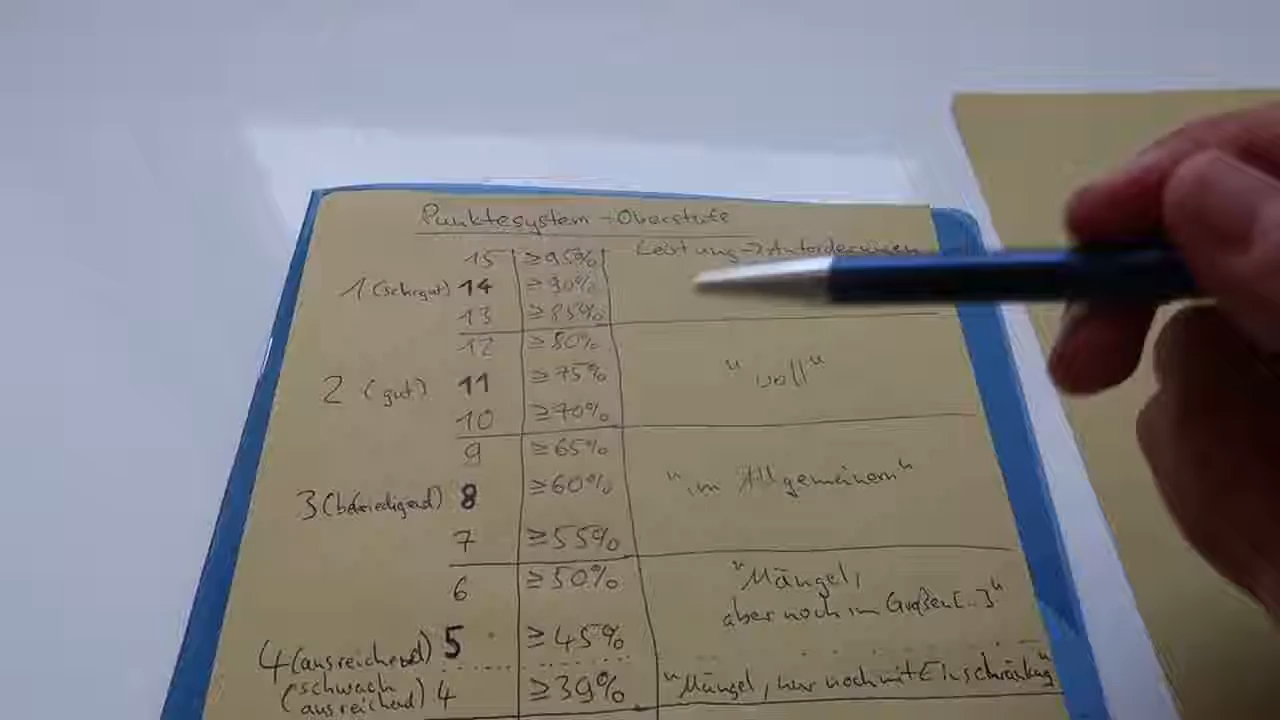 Punktesystem → Oberstufe
Leistung → Anforderungen
15 ≥95%
1 (sehr gut) 14 ≥90%
13 ≥85%
12 ≥80%
2 (gut) 11 ≥75% "voll"
10 ≥70%
9 ≥65%
3 (befriedigend) 8 ≥60% "im Allgemeinen"
7 ≥55%
6 ≥50% "Mängel,
aber noch im Großen [..]"
4 (ausreichend) 5 ≥45%
(schwach
ausreichend) 4 ≥39% "Mängel, nur noch mit Einschränkung"